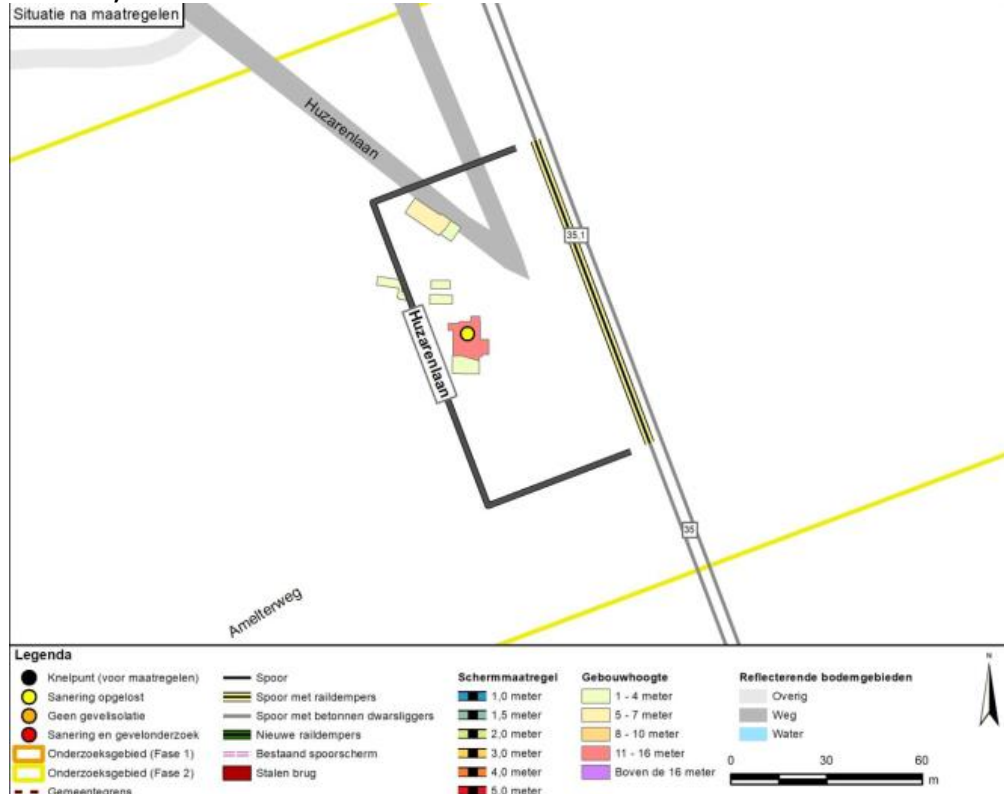 Situatie na maatregelen
Huzarenlaan
35,1
Huzarenlaan
35
Amelterweg
Legenda
Knelpunt (voor maatregelen)
Sanering opgelost
Geen gevelisolatie
Sanering en gevelonderzoek
Onderzoeksgebied (Fase 1)
Onderzoeksgebied (Fase 2)
Gemeentegrens
Spoor
Spoor met raildempers
Spoor met betonnen dwarsliggers
Nieuwe raildempers
Bestaand spoorscherm
Stalen brug
Schermmaatregel
1,0 meter
1,5 meter
2,0 meter
3,0 meter
4,0 meter
5,0 meter
Gebouwhoogte
1 - 4 meter
5 - 7 meter
8 - 10 meter
11 - 16 meter
Boven de 16 meter
Reflecterende bodemgebieden
Overig
Weg
Water
N
0 30 60
m